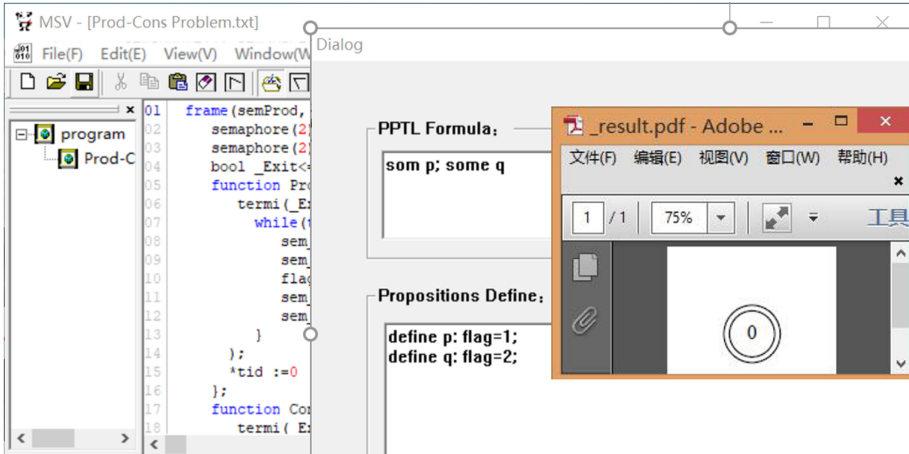 MSV - [Prod-Cons Problem.txt]
File(F) Edit(E) View(V) Window(W
program
Prod-C
01 frame(semProd,
02 semaphore(2)
03 semaphore(2)
04 bool _Exit<=
05 function Pro
06 termi(_Ex
07 while(t
08 sem_
09 sem_
10 flag
11 sem_
12 sem_
13 }
14 );
15 *tid :=0
16 };
17 function Con
18 termi(_Ex
Dialog
PPTL Formula:
som p; some q
Propositions Define:
define p: flag=1;
define q: flag=2;
_result.pdf - Adobe ...
文件(F) 编辑(E) 视图(V) 窗口(W) 帮助(H)
1 / 1 75% 工具
0